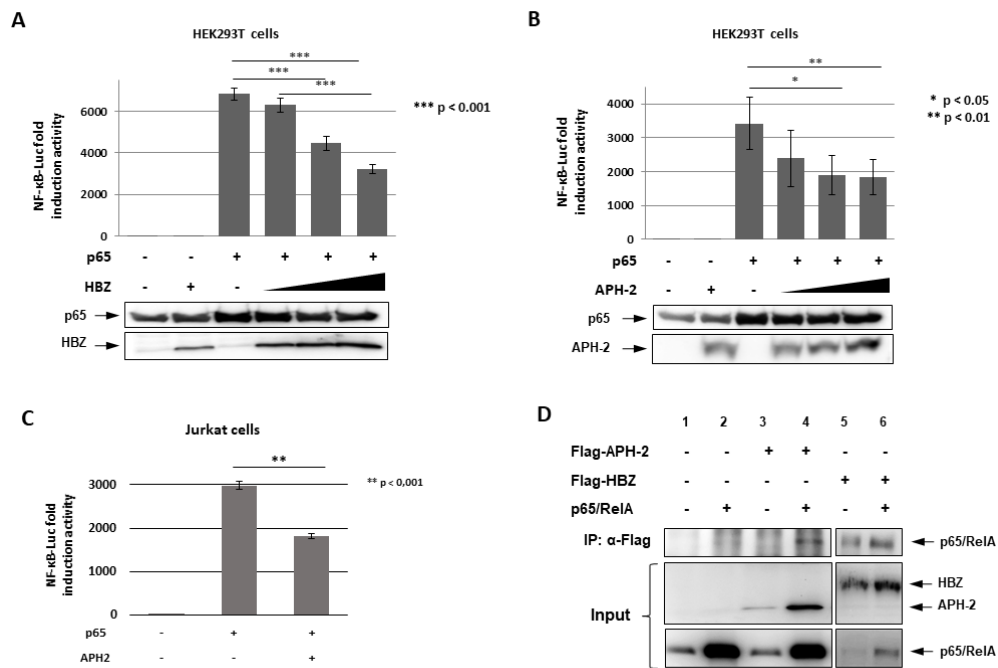 A
HEK293T cells
***
***
***
*** p < 0.001
NF-κB-Luc fold
induction activity
6000
4000
2000
0
p65 - - + + + +
HBZ - + -
p65
HBZ
B
HEK293T cells
**
*
* p < 0.05
** p < 0.01
NF-κB-Luc fold
induction activity
4000
3000
2000
1000
0
p65 - - + + + +
APH-2 - + -
p65
APH-2
C
Jurkat cells
**
** p < 0,001
NF-κB-Luc fold
induction activity
3000
2000
1000
0
p65 - + +
APH2 - - +
D
1 2 3 4 5 6
Flag-APH-2 - - + + - -
Flag-HBZ - - - - + +
p65/RelA - + - + - +
IP: α-Flag
p65/RelA
Input
HBZ
APH-2
p65/RelA